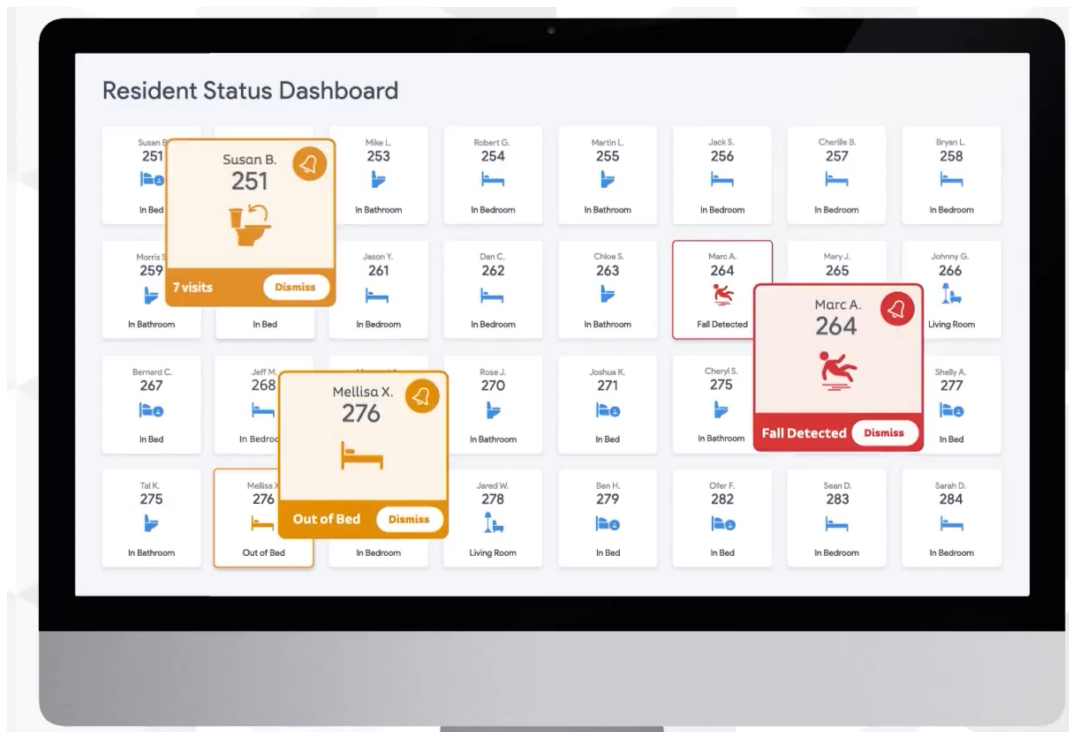 Resident Status Dashboard
Susan B.
251
In Bed
Mike L.
253
In Bathroom
Robert G.
254
In Bedroom
Martin L.
255
In Bathroom
Jack S.
256
In Bedroom
Cherille B.
257
In Bedroom
Bryan L.
258
In Bedroom
Susan B.
251
7 visits
Dismiss
Morris
259
In Bathroom
In Bed
Jason Y.
261
In Bedroom
Dan C.
262
In Bedroom
Chloe S.
263
In Bathroom
Marc A.
264
Fall Detected
Mary J.
265
Johnny G.
266
Living Room
Marc A.
264
Fall Detected
Dismiss
Bernard C.
267
In Bed
Jeff M.
268
Rose J.
270
In Bathroom
Joshua K.
271
In Bed
Cheryl S.
275
In Bathroom
Shelly A.
277
In Bed
Mellisa X.
276
Out of Bed
Dismiss
Tal K.
275
In Bathroom
Mellisa
276
Out of Bed
In Bedroom
Jared W.
278
Living Room
Ben H.
279
In Bed
Ofer F.
282
In Bed
Sean D.
283
In Bedroom
Sarah D.
284
In Bedroom